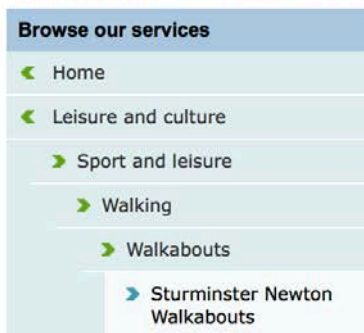 Browse our services
Home
Leisure and culture
Sport and leisure
Walking
Walkabouts
Sturminster Newton
Walkabouts